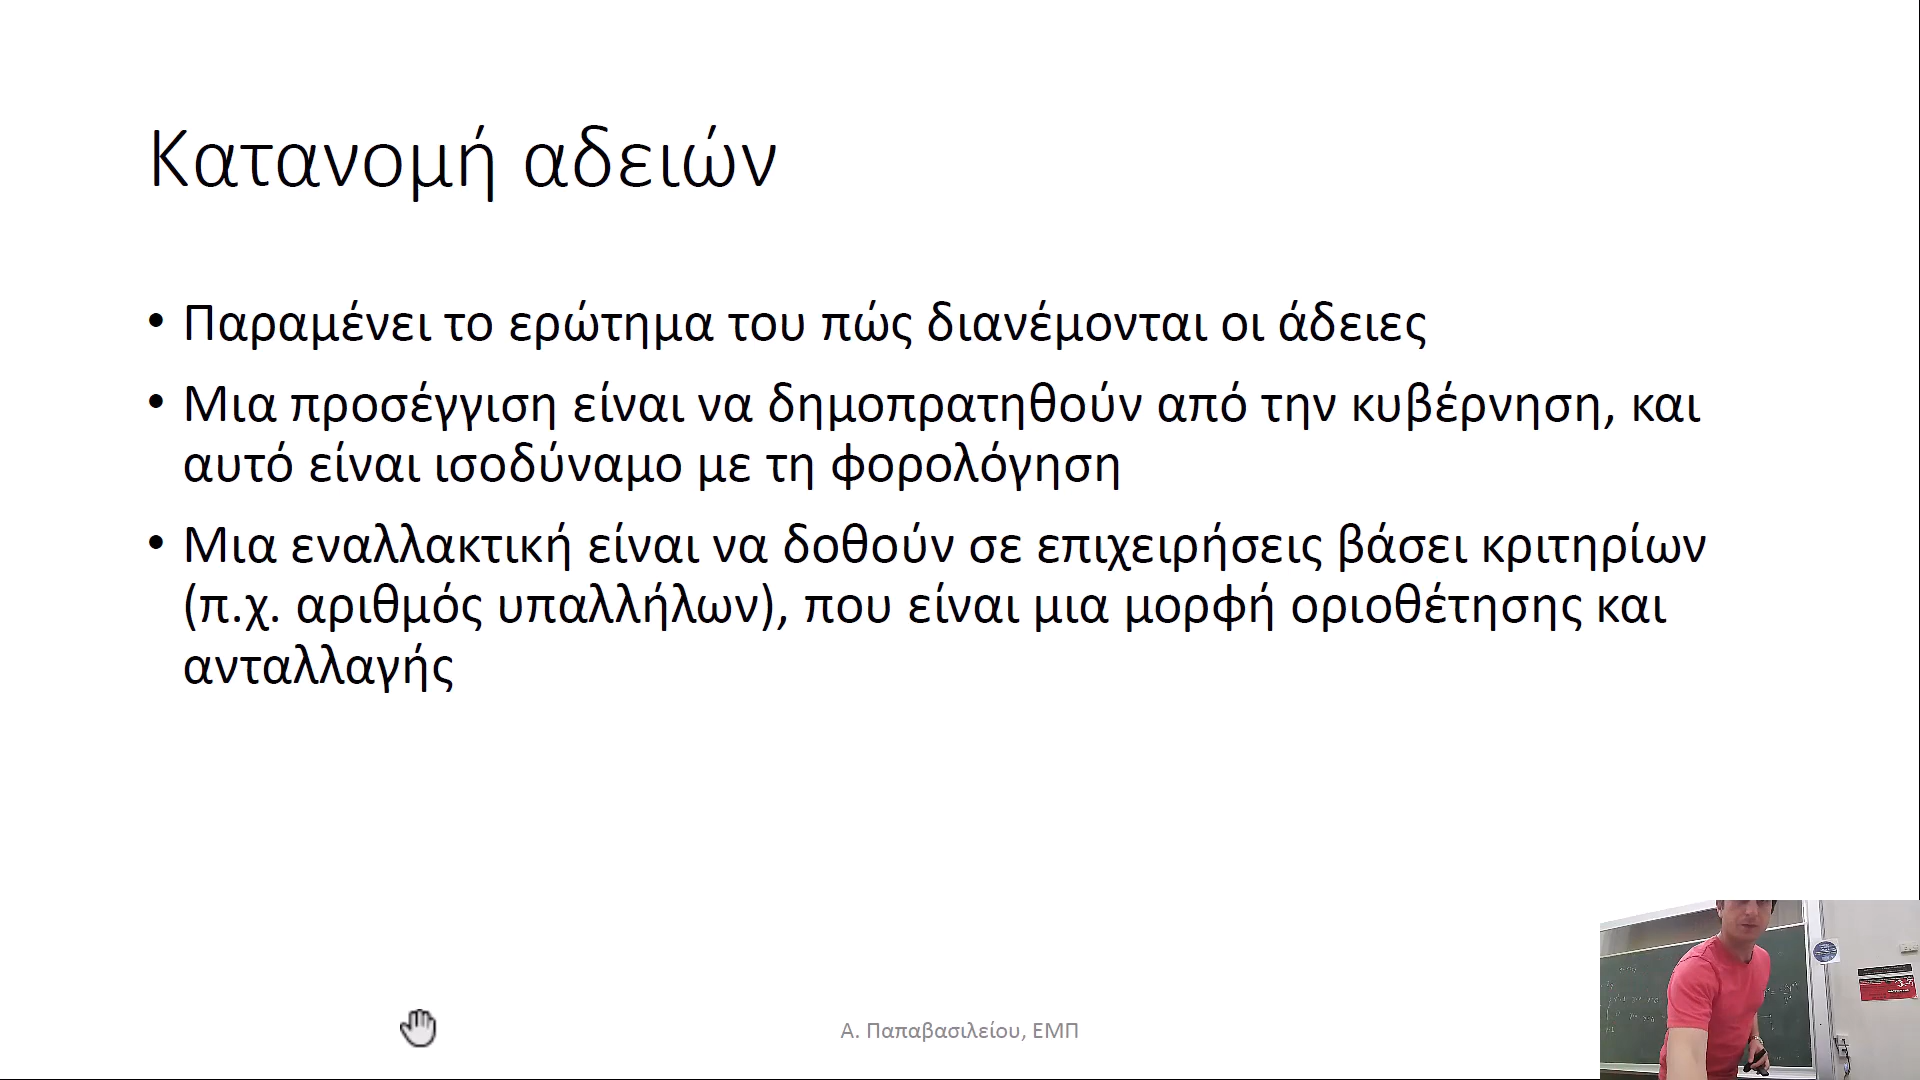 Κατανομή αδειών
• Παραμένει το ερώτημα του πώς διανέμονται οι άδειες
• Μια προσέγγιση είναι να δημοπρατηθούν από την κυβέρνηση, και
αυτό είναι ισοδύναμο με τη φορολόγηση
• Μια εναλλακτική είναι να δοθούν σε επιχειρήσεις βάσει κριτηρίων
(π.χ. αριθμός υπαλλήλων), που είναι μια μορφή οριοθέτησης και
ανταλλαγής
Α. Παπαβασιλείου, ΕΜΠ